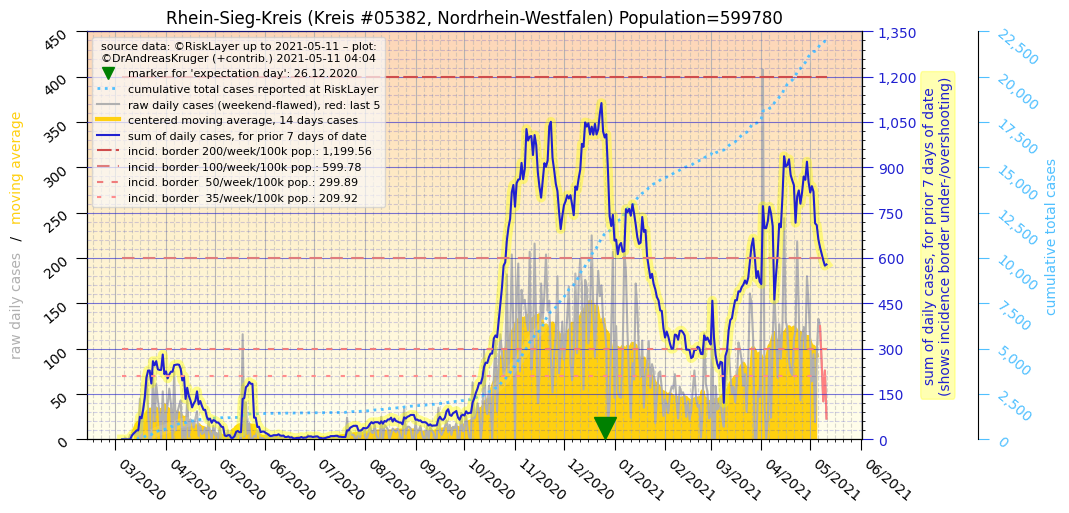 Rhein-Sieg-Kreis (Kreis #05382, Nordrhein-Westfalen) Population=599780
source data: ©RiskLayer up to 2021-05-11 – plot:
©DrAndreasKruger (+contrib.) 2021-05-11 04:04
marker for 'expectation day': 26.12.2020
cumulative total cases reported at RiskLayer
raw daily cases (weekend-flawed), red: last 5
centered moving average, 14 days
sum of daily cases, for prior 7 days of date
incid. border 200/week/100k pop.: 1,199.56
incid. border 100/week/100k pop.: 599.78
incid. border  50/week/100k pop.: 299.89
incid. border  35/week/100k pop.: 209.92
raw daily cases / moving average
450
400
350
300
250
200
150
100
50
0
03/2020
04/2020
05/2020
06/2020
07/2020
08/2020
09/2020
10/2020
11/2020
12/2020
01/2021
02/2021
03/2021
04/2021
05/2021
06/2021
1,350
1,200
1,050
900
750
600
450
300
150
0
sum of daily cases, for prior 7 days of date
(shows incidence border under-/overshooting)
22,500
20,000
17,500
15,000
12,500
10,000
7,500
5,000
2,500
0
cumulative total cases